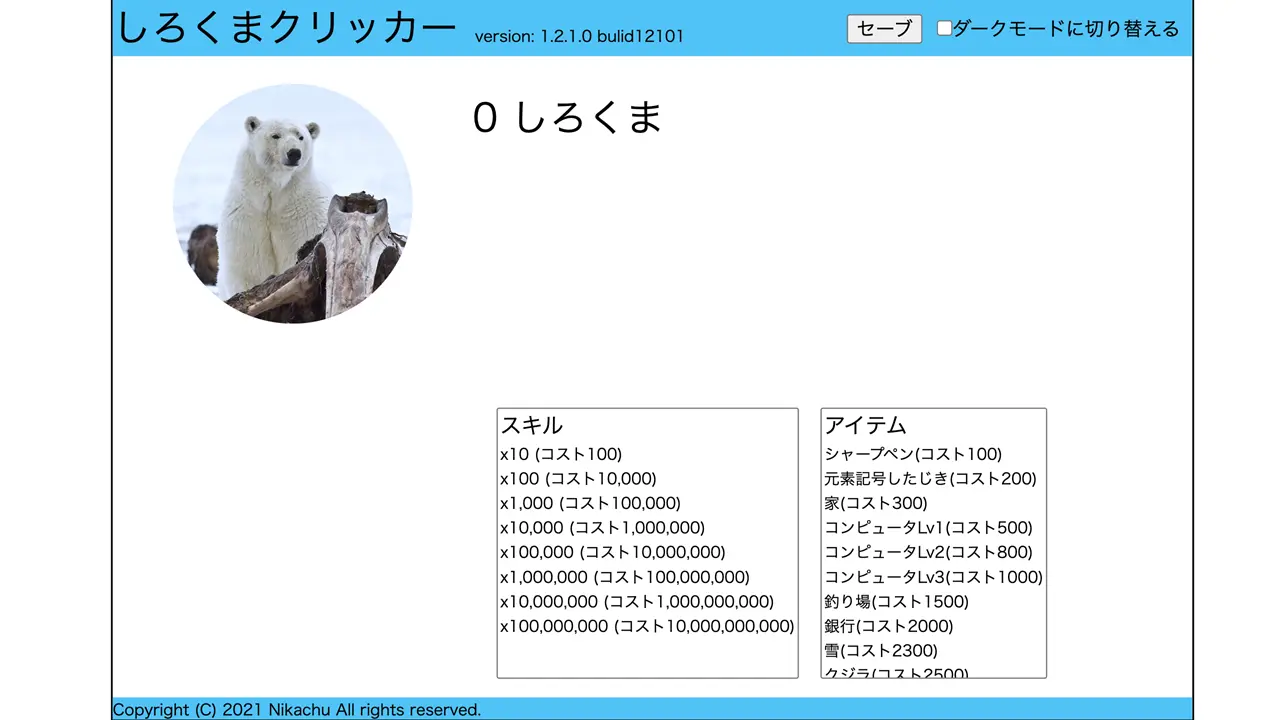 しろくまクリッカー version: 1.2.1.0 bulid12101
セーブ ダークモードに切り替える
0 しろくま
スキル
x10 (コスト100)
x100 (コスト10,000)
x1,000 (コスト100,000)
x10,000 (コスト1,000,000)
x100,000 (コスト10,000,000)
x1,000,000 (コスト100,000,000)
x10,000,000 (コスト1,000,000,000)
x100,000,000 (コスト10,000,000,000)
アイテム
シャープペン(コスト100)
元素記号したじき(コスト200)
家(コスト300)
コンピュータLv1(コスト500)
コンピュータLv2(コスト800)
コンピュータLv3(コスト1000)
釣り場(コスト1500)
銀行(コスト2000)
雪(コスト2300)
クジラ(コスト2500)
Copyright (C) 2021 Nikachu All rights reserved.